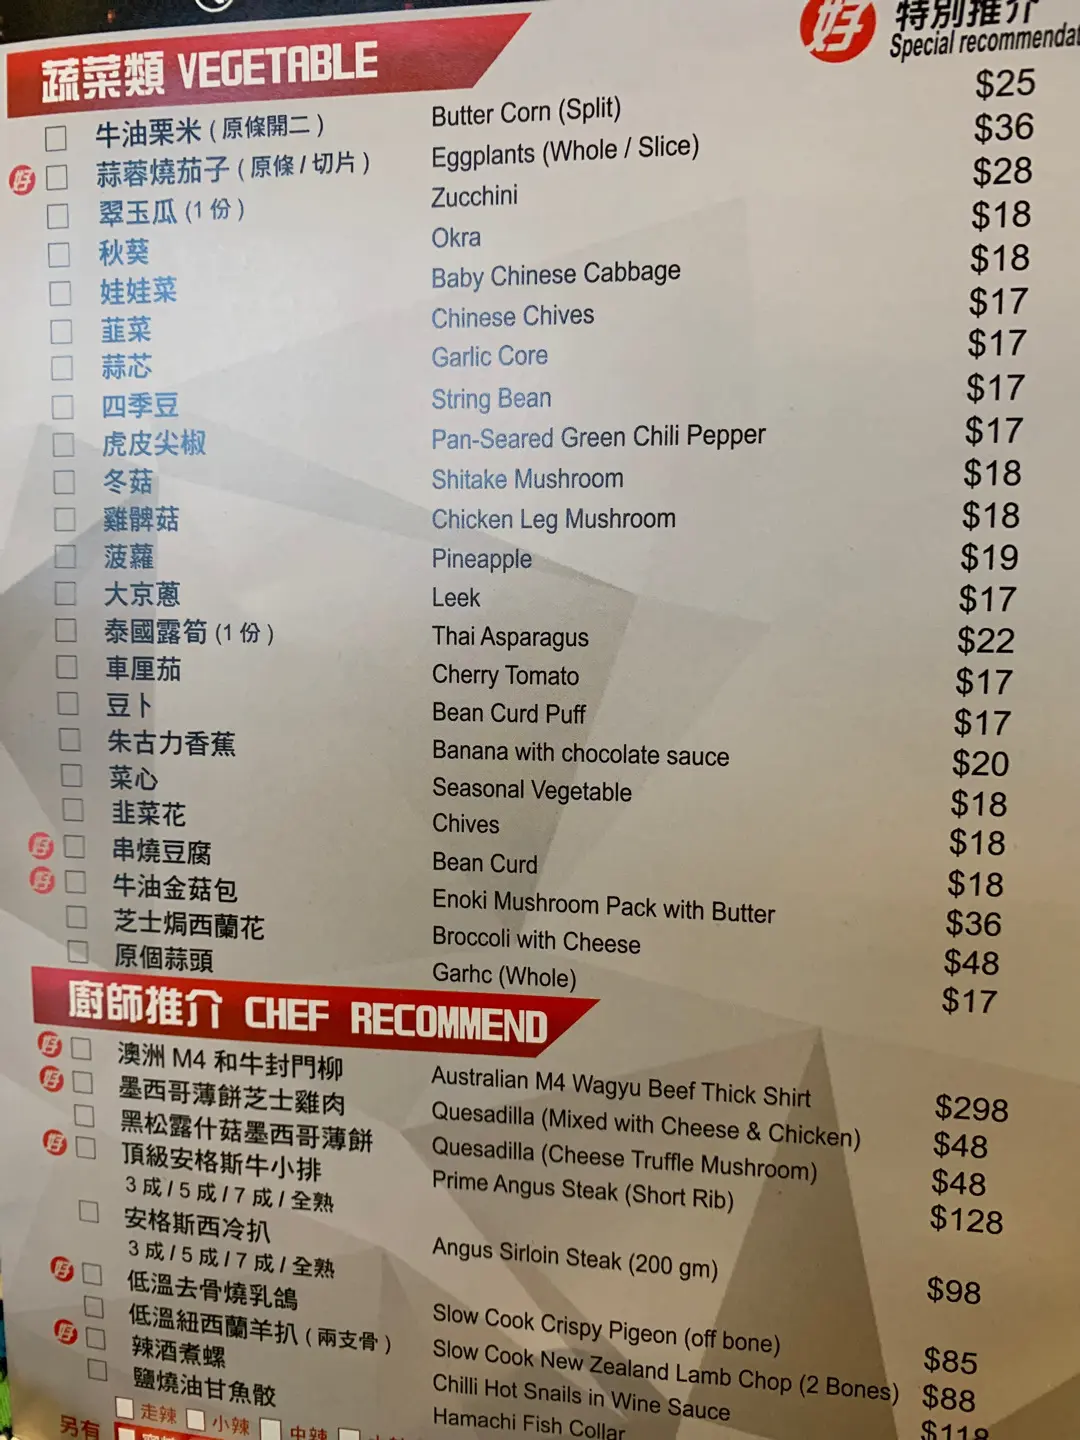 好 特別推介
Special recommendat
蔬菜類 VEGETABLE
牛油栗米 (原條開二) Butter Corn (Split) $25
好 蒜蓉燒茄子 (原條/切片) Eggplants (Whole / Slice) $36
翠玉瓜 (1 份) Zucchini $28
秋葵 Okra $18
娃娃菜 Baby Chinese Cabbage $18
韮菜 Chinese Chives $17
蒜芯 Garlic Core $17
四季豆 String Bean $17
虎皮尖椒 Pan-Seared Green Chili Pepper $17
冬菇 Shitake Mushroom $18
雞髀菇 Chicken Leg Mushroom $18
菠蘿 Pineapple $19
大京蔥 Leek $17
泰國露筍 (1 份) Thai Asparagus $22
車厘茄 Cherry Tomato $17
豆卜 Bean Curd Puff $17
朱古力香蕉 Banana with chocolate sauce $20
菜心 Seasonal Vegetable $18
韮菜花 Chives $18
好 串燒豆腐 Bean Curd $18
好 牛油金菇包 Enoki Mushroom Pack with Butter $36
芝士焗西蘭花 Broccoli with Cheese $48
原個蒜頭 Garhc (Whole) $17
廚師推介 CHEF RECOMMEND
好 澳洲 M4 和牛封門柳 Australian M4 Wagyu Beef Thick Shirt $298
好 墨西哥薄餅芝士雞肉 Quesadilla (Mixed with Cheese & Chicken) $48
黑松露什菇墨西哥薄餅 Quesadilla (Cheese Truffle Mushroom) $48
好 頂級安格斯牛小排 Prime Angus Steak (Short Rib) $128
3 成 / 5 成 / 7 成 / 全熟
安格斯西冷扒 Angus Sirloin Steak (200 gm) $98
3 成 / 5 成 / 7 成 / 全熟
好 低溫去骨燒乳鴿 Slow Cook Crispy Pigeon (off bone) $85
低溫紐西蘭羊扒 (兩支骨) Slow Cook New Zealand Lamb Chop (2 Bones) $88
好 辣酒煮螺 Chilli Hot Snails in Wine Sauce $118
鹽燒油甘魚骹 Hamachi Fish Collar
另有 走辣 小辣 中辣